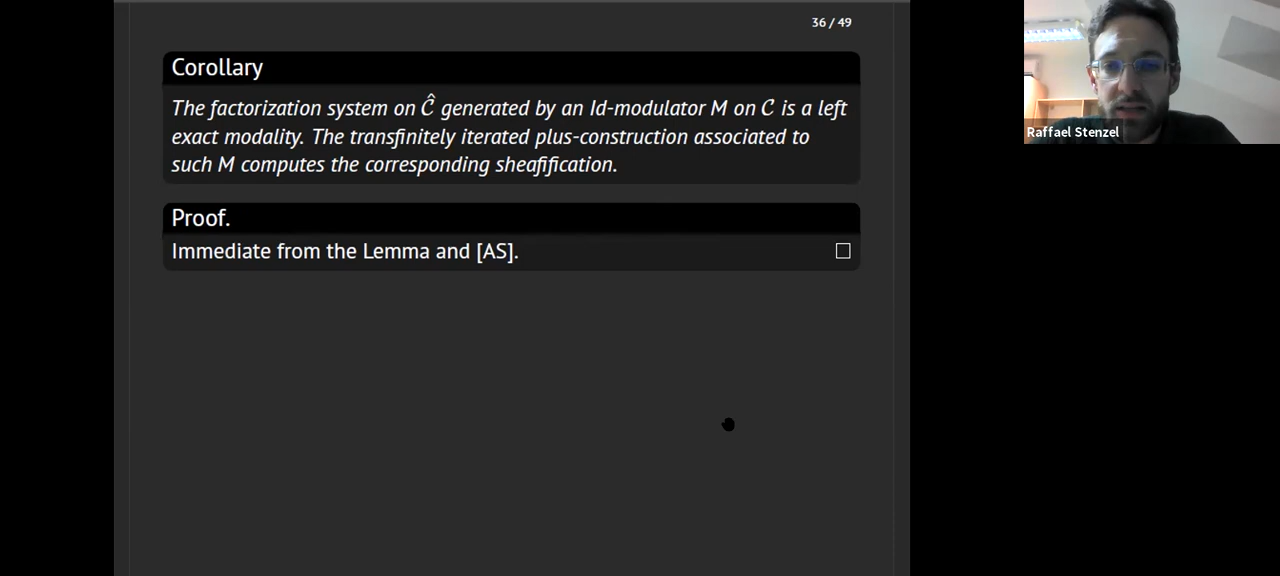 36 / 49
Corollary
The factorization system on Ĉ generated by an Id-modulator M on C is a left
exact modality. The transfinitely iterated plus-construction associated to
such M computes the corresponding sheafification.
Proof.
Immediate from the Lemma and [AS]. □
Raffael Stenzel